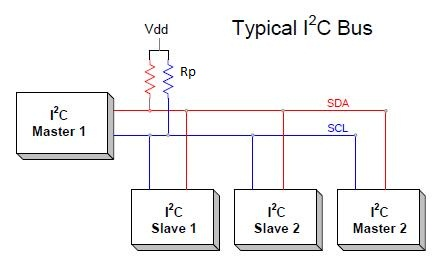 Typical I²C Bus
Vdd
Rp
SDA
SCL
I²C
Master 1
I²C
Slave 1
I²C
Slave 2
I²C
Master 2